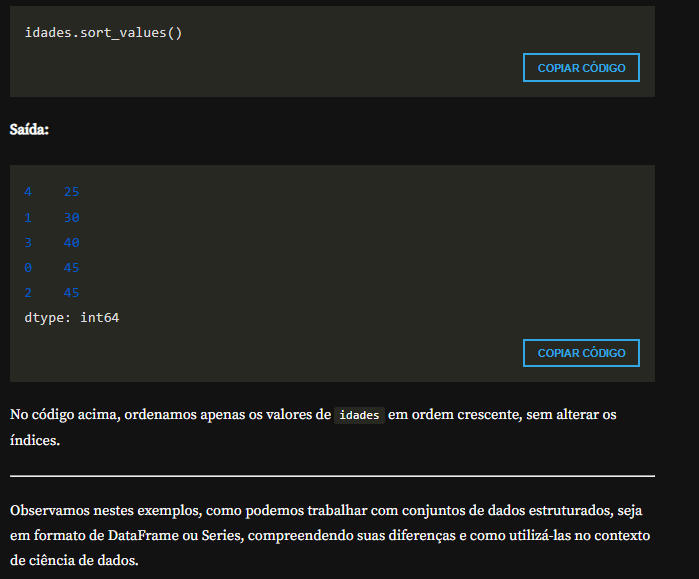 idades.sort_values()
COPIAR CÓDIGO
Saída:
4    25
1    30
3    40
0    45
2    45
dtype: int64
COPIAR CÓDIGO
No código acima, ordenamos apenas os valores de idades em ordem crescente, sem alterar os
índices.
Observamos nestes exemplos, como podemos trabalhar com conjuntos de dados estruturados, seja
em formato de DataFrame ou Series, compreendendo suas diferenças e como utilizá-las no contexto
de ciência de dados.